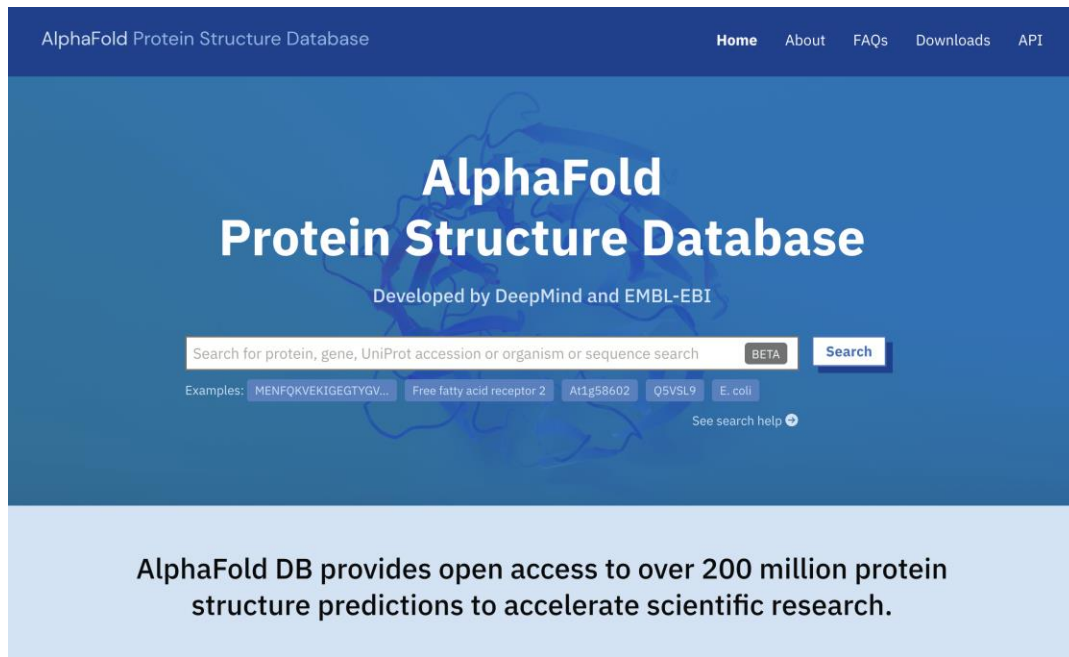 AlphaFold Protein Structure Database
Home About FAQs Downloads API
AlphaFold
Protein Structure Database
Developed by DeepMind and EMBL-EBI
Search for protein, gene, UniProt accession or organism or sequence search BETA Search
Examples: MENFQKVEKIGEGTYGV... Free fatty acid receptor 2 At1g58602 Q5VSL9 E. coli
See search help
AlphaFold DB provides open access to over 200 million protein
structure predictions to accelerate scientific research.